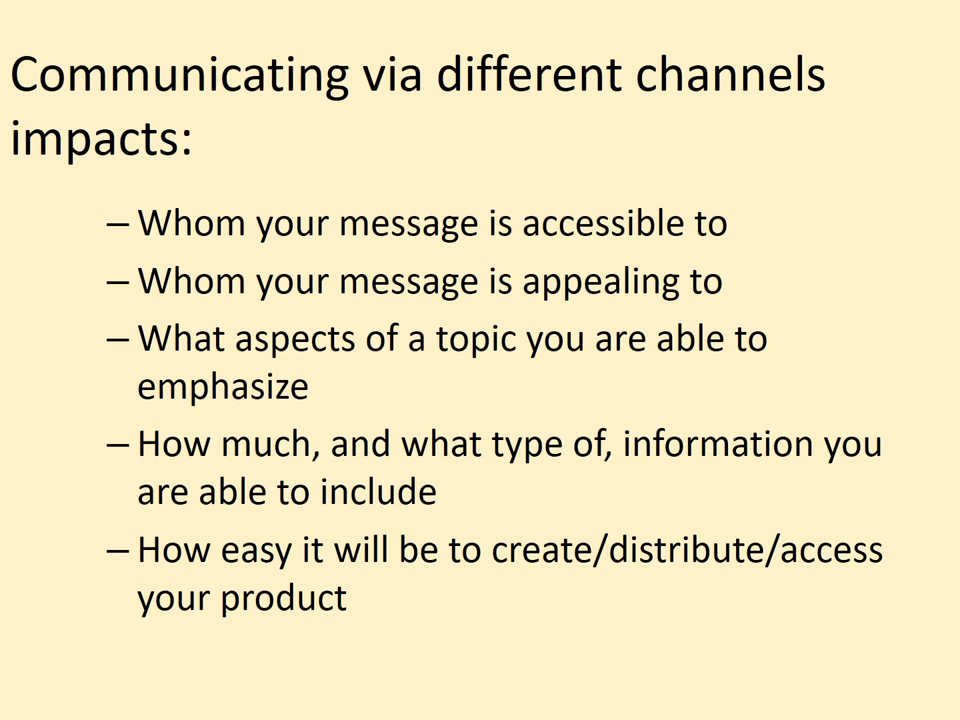 Communicating via different channels
impacts:
– Whom your message is accessible to
– Whom your message is appealing to
– What aspects of a topic you are able to
emphasize
– How much, and what type of, information you
are able to include
– How easy it will be to create/distribute/access
your product